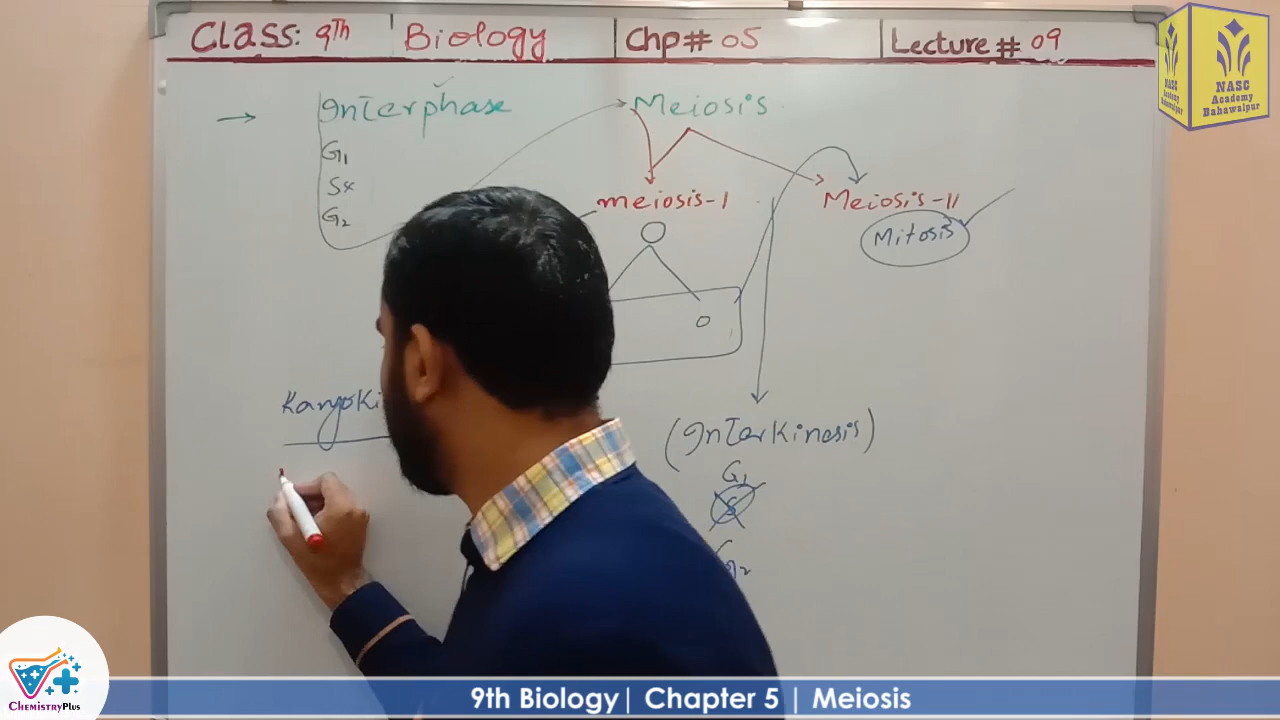 Class: 9Th Biology Chp# 05 Lecture # 09
NASC
Academy
Bahawalpur
→ Interphase Meiosis
G1
S
G2
meiosis-I Meiosis-II
Mitosis
(InterKinesis)
G1
S
G2
ChemistryPlus
9th Biology| Chapter 5 | Meiosis